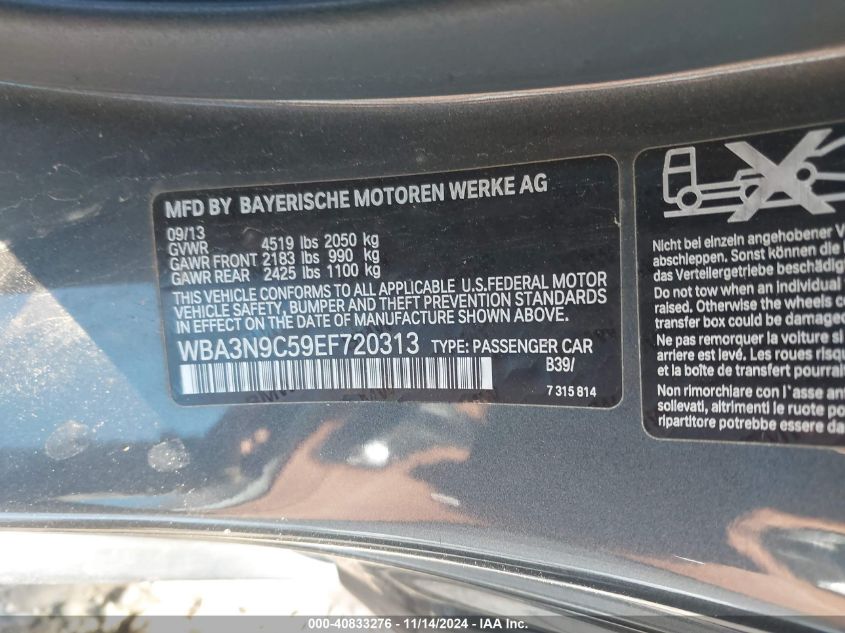 MFD BY BAYERISCHE MOTOREN WERKE AG
09/13
GVWR 4519 lbs 2050 kg
GAWR FRONT 2183 lbs 990 kg
GAWR REAR 2425 lbs 1100 kg
THIS VEHICLE CONFORMS TO ALL APPLICABLE U.S.FEDERAL MOTOR
VEHICLE SAFETY, BUMPER AND THEFT PREVENTION STANDARDS
IN EFFECT ON THE DATE OF MANUFACTURE SHOWN ABOVE.
WBA3N9C59EF720313 TYPE: PASSENGER CAR
B39/
7 315 814
Nicht bei einzeln angehobener V
abschleppen. Sonst können die
das Verteilergetriebe beschädig
Do not tow when an individual
raised. Otherwise the wheels c
transfer box could be damaged
Ne pas remorquer la voiture si
individuellement, sinon les roues
et la boîte de transfert pourrai
Non rimorchiare con l`asse ant
sollevati, altrimenti le ruote po
ripartitore potrebbe essere da
000-40833276 - 11/14/2024 - IAA Inc.